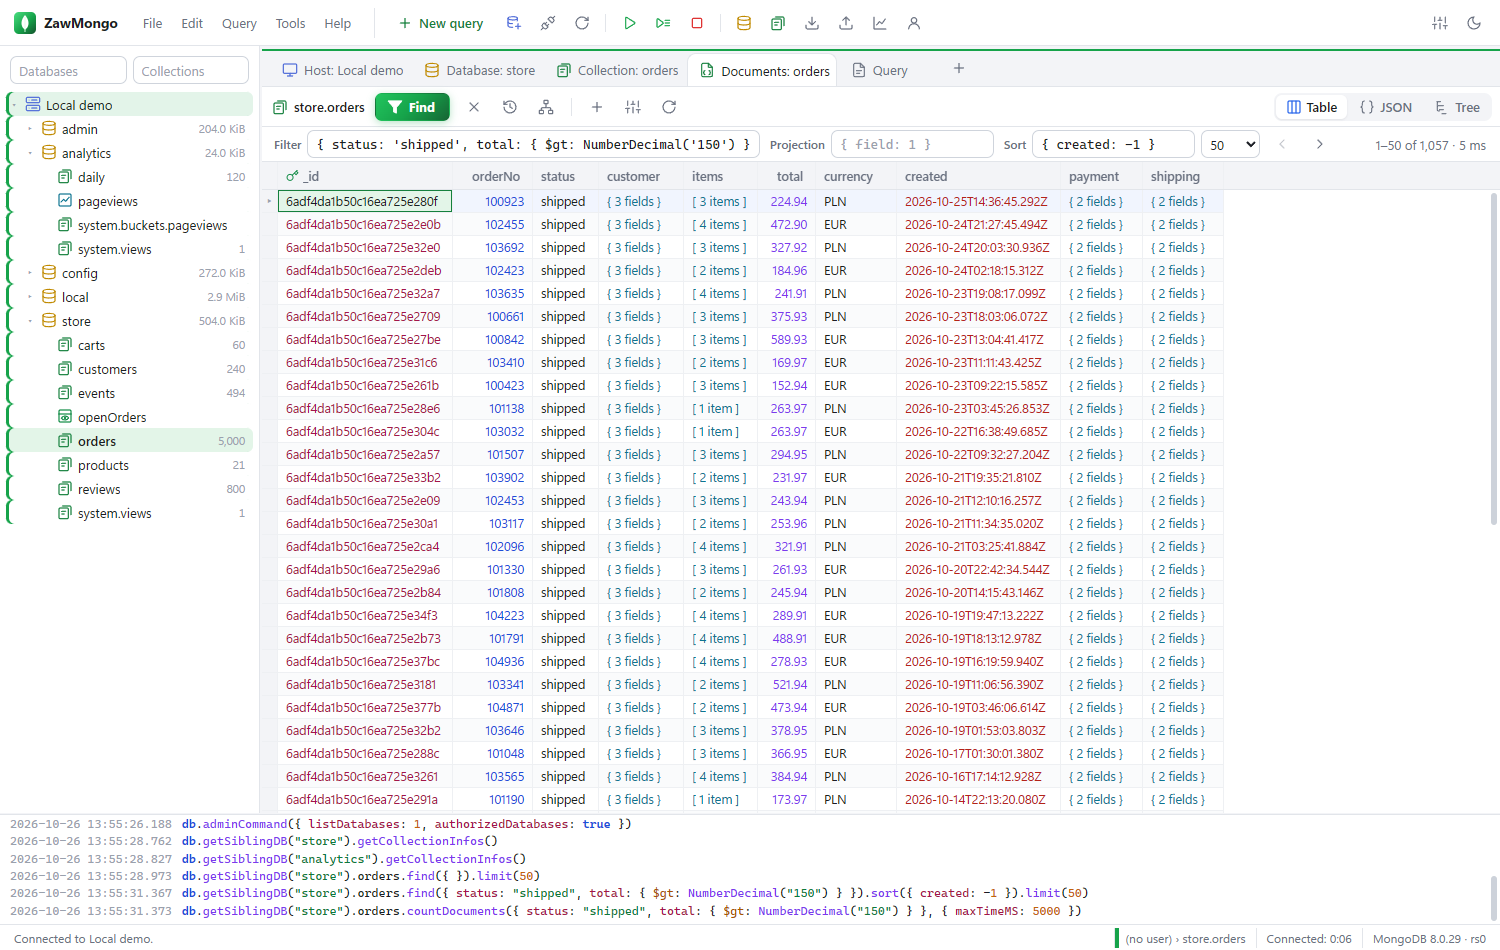 ZawMongo File Edit Query Tools Help New query
Databases Collections
Local demo
admin 204.0 KiB
analytics 24.0 KiB
daily 120
pageviews
system.buckets.pageviews
system.views 1
config 272.0 KiB
local 2.9 MiB
store 504.0 KiB
carts 60
customers 240
events 494
openOrders
orders 5,000
products 21
reviews 800
system.views 1
Host: Local demo Database: store Collection: orders Documents: orders Query
store.orders Find Table JSON Tree
Filter { status: 'shipped', total: { $gt: NumberDecimal('150') } Projection { field: 1 } Sort { created: -1 } 50 1–50 of 1,057 · 5 ms
_id orderNo status customer items total currency created payment shipping
6adf4da1b50c16ea725e280f 100923 shipped { 3 fields } [ 3 items ] 224.94 PLN 2026-10-25T14:36:45.292Z { 2 fields } { 2 fields }
6adf4da1b50c16ea725e2e0b 102455 shipped { 3 fields } [ 4 items ] 472.90 EUR 2026-10-24T21:27:45.494Z { 2 fields } { 2 fields }
6adf4da1b50c16ea725e32e0 103692 shipped { 3 fields } [ 3 items ] 327.92 PLN 2026-10-24T20:03:30.936Z { 2 fields } { 2 fields }
6adf4da1b50c16ea725e2deb 102423 shipped { 3 fields } [ 2 items ] 184.96 EUR 2026-10-24T02:18:15.312Z { 2 fields } { 2 fields }
6adf4da1b50c16ea725e32a7 103635 shipped { 3 fields } [ 4 items ] 241.91 PLN 2026-10-23T19:08:17.099Z { 2 fields } { 2 fields }
6adf4da1b50c16ea725e2709 100661 shipped { 3 fields } [ 3 items ] 375.93 PLN 2026-10-23T18:03:06.072Z { 2 fields } { 2 fields }
6adf4da1b50c16ea725e27be 100842 shipped { 3 fields } [ 3 items ] 589.93 EUR 2026-10-23T13:04:41.417Z { 2 fields } { 2 fields }
6adf4da1b50c16ea725e31c6 103410 shipped { 3 fields } [ 2 items ] 169.97 EUR 2026-10-23T11:11:43.425Z { 2 fields } { 2 fields }
6adf4da1b50c16ea725e261b 100423 shipped { 3 fields } [ 3 items ] 152.94 EUR 2026-10-23T09:22:15.585Z { 2 fields } { 2 fields }
6adf4da1b50c16ea725e28e6 101138 shipped { 3 fields } [ 1 item ] 263.97 PLN 2026-10-23T03:45:26.853Z { 2 fields } { 2 fields }
6adf4da1b50c16ea725e304c 103032 shipped { 3 fields } [ 1 item ] 263.97 EUR 2026-10-22T16:38:49.685Z { 2 fields } { 2 fields }
6adf4da1b50c16ea725e2a57 101507 shipped { 3 fields } [ 3 items ] 294.95 PLN 2026-10-22T09:32:27.204Z { 2 fields } { 2 fields }
6adf4da1b50c16ea725e33b2 103902 shipped { 3 fields } [ 2 items ] 231.97 EUR 2026-10-21T19:35:21.810Z { 2 fields } { 2 fields }
6adf4da1b50c16ea725e2e09 102453 shipped { 3 fields } [ 3 items ] 243.94 PLN 2026-10-21T12:10:16.257Z { 2 fields } { 2 fields }
6adf4da1b50c16ea725e30a1 103117 shipped { 3 fields } [ 2 items ] 253.96 PLN 2026-10-21T11:34:35.020Z { 2 fields } { 2 fields }
6adf4da1b50c16ea725e2ca4 102096 shipped { 3 fields } [ 4 items ] 321.91 PLN 2026-10-21T03:25:41.884Z { 2 fields } { 2 fields }
6adf4da1b50c16ea725e29a6 101330 shipped { 3 fields } [ 3 items ] 261.93 EUR 2026-10-20T22:42:34.544Z { 2 fields } { 2 fields }
6adf4da1b50c16ea725e2b84 101808 shipped { 3 fields } [ 2 items ] 245.94 PLN 2026-10-20T14:15:43.146Z { 2 fields } { 2 fields }
6adf4da1b50c16ea725e34f3 104223 shipped { 3 fields } [ 4 items ] 289.91 EUR 2026-10-19T19:47:13.222Z { 2 fields } { 2 fields }
6adf4da1b50c16ea725e2b73 101791 shipped { 3 fields } [ 4 items ] 488.91 EUR 2026-10-19T18:13:12.978Z { 2 fields } { 2 fields }
6adf4da1b50c16ea725e37bc 104936 shipped { 3 fields } [ 4 items ] 278.93 EUR 2026-10-19T16:19:59.940Z { 2 fields } { 2 fields }
6adf4da1b50c16ea725e3181 103341 shipped { 3 fields } [ 2 items ] 521.94 PLN 2026-10-19T11:06:56.390Z { 2 fields } { 2 fields }
6adf4da1b50c16ea725e377b 104871 shipped { 3 fields } [ 2 items ] 473.94 EUR 2026-10-19T03:46:06.614Z { 2 fields } { 2 fields }
6adf4da1b50c16ea725e32b2 103646 shipped { 3 fields } [ 3 items ] 378.95 PLN 2026-10-19T01:53:03.803Z { 2 fields } { 2 fields }
6adf4da1b50c16ea725e288c 101048 shipped { 3 fields } [ 3 items ] 366.95 EUR 2026-10-17T01:30:01.380Z { 2 fields } { 2 fields }
6adf4da1b50c16ea725e3261 103565 shipped { 3 fields } [ 4 items ] 384.94 PLN 2026-10-16T17:14:12.928Z { 2 fields } { 2 fields }
6adf4da1b50c16ea725e291a 101190 shipped { 3 fields } [ 1 item ] 173.97 PLN 2026-10-14T22:13:20.080Z { 2 fields } { 2 fields }
2026-10-26 13:55:26.188 db.adminCommand({ listDatabases: 1, authorizedDatabases: true })
2026-10-26 13:55:28.762 db.getSiblingDB("store").getCollectionInfos()
2026-10-26 13:55:28.827 db.getSiblingDB("analytics").getCollectionInfos()
2026-10-26 13:55:28.973 db.getSiblingDB("store").orders.find({ }).limit(50)
2026-10-26 13:55:31.367 db.getSiblingDB("store").orders.find({ status: "shipped", total: { $gt: NumberDecimal("150") } }).sort({ created: -1 }).limit(50)
2026-10-26 13:55:31.373 db.getSiblingDB("store").orders.countDocuments({ status: "shipped", total: { $gt: NumberDecimal("150") } }, { maxTimeMS: 5000 })
Connected to Local demo. (no user) › store.orders Connected: 0:06 MongoDB 8.0.29 · rs0